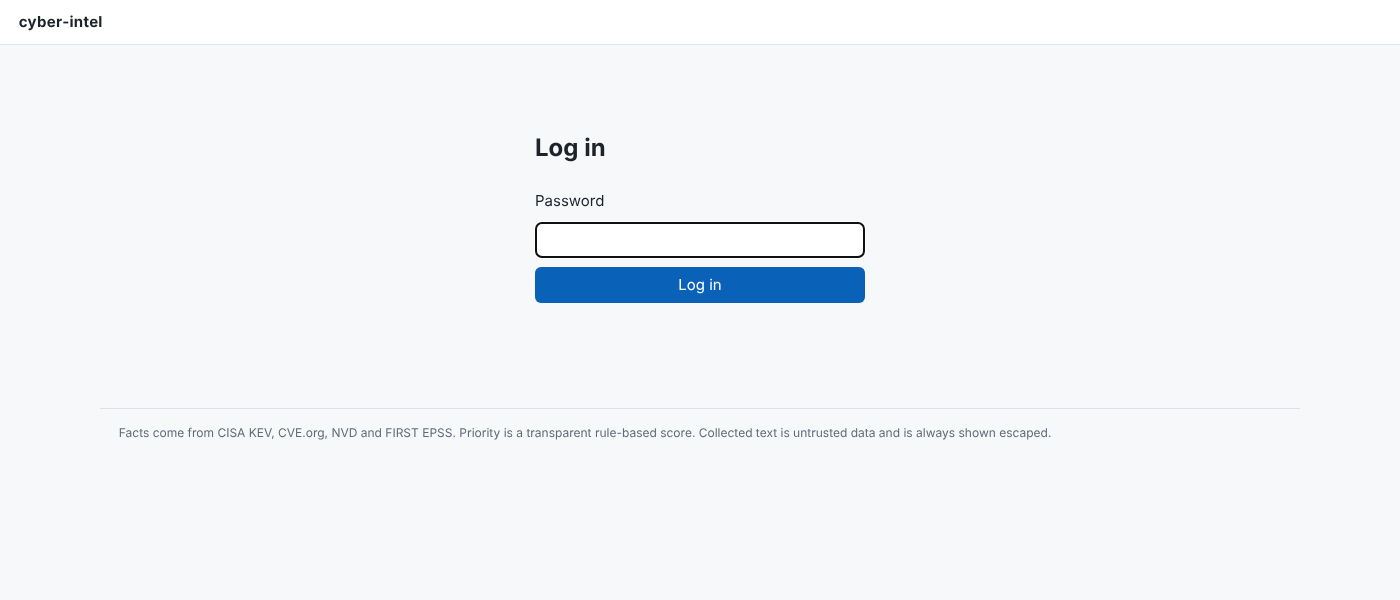 cyber-intel
Log in
Password
Log in
Facts come from CISA KEV, CVE.org, NVD and FIRST EPSS. Priority is a transparent rule-based score. Collected text is untrusted data and is always shown escaped.